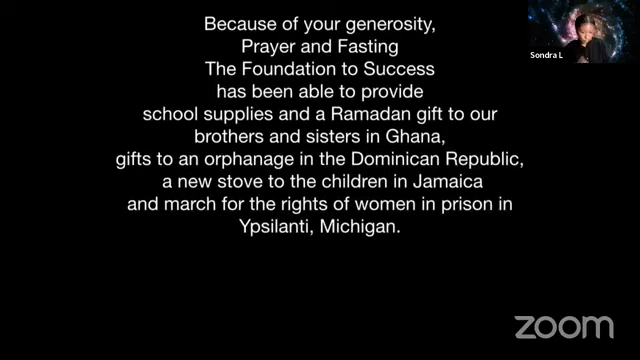 Because of your generosity,
Prayer and Fasting
The Foundation to Success
has been able to provide
school supplies and a Ramadan gift to our
brothers and sisters in Ghana,
gifts to an orphanage in the Dominican Republic,
a new stove to the children in Jamaica
and march for the rights of women in prison in
Ypsilanti, Michigan.
Sondra L
zoom